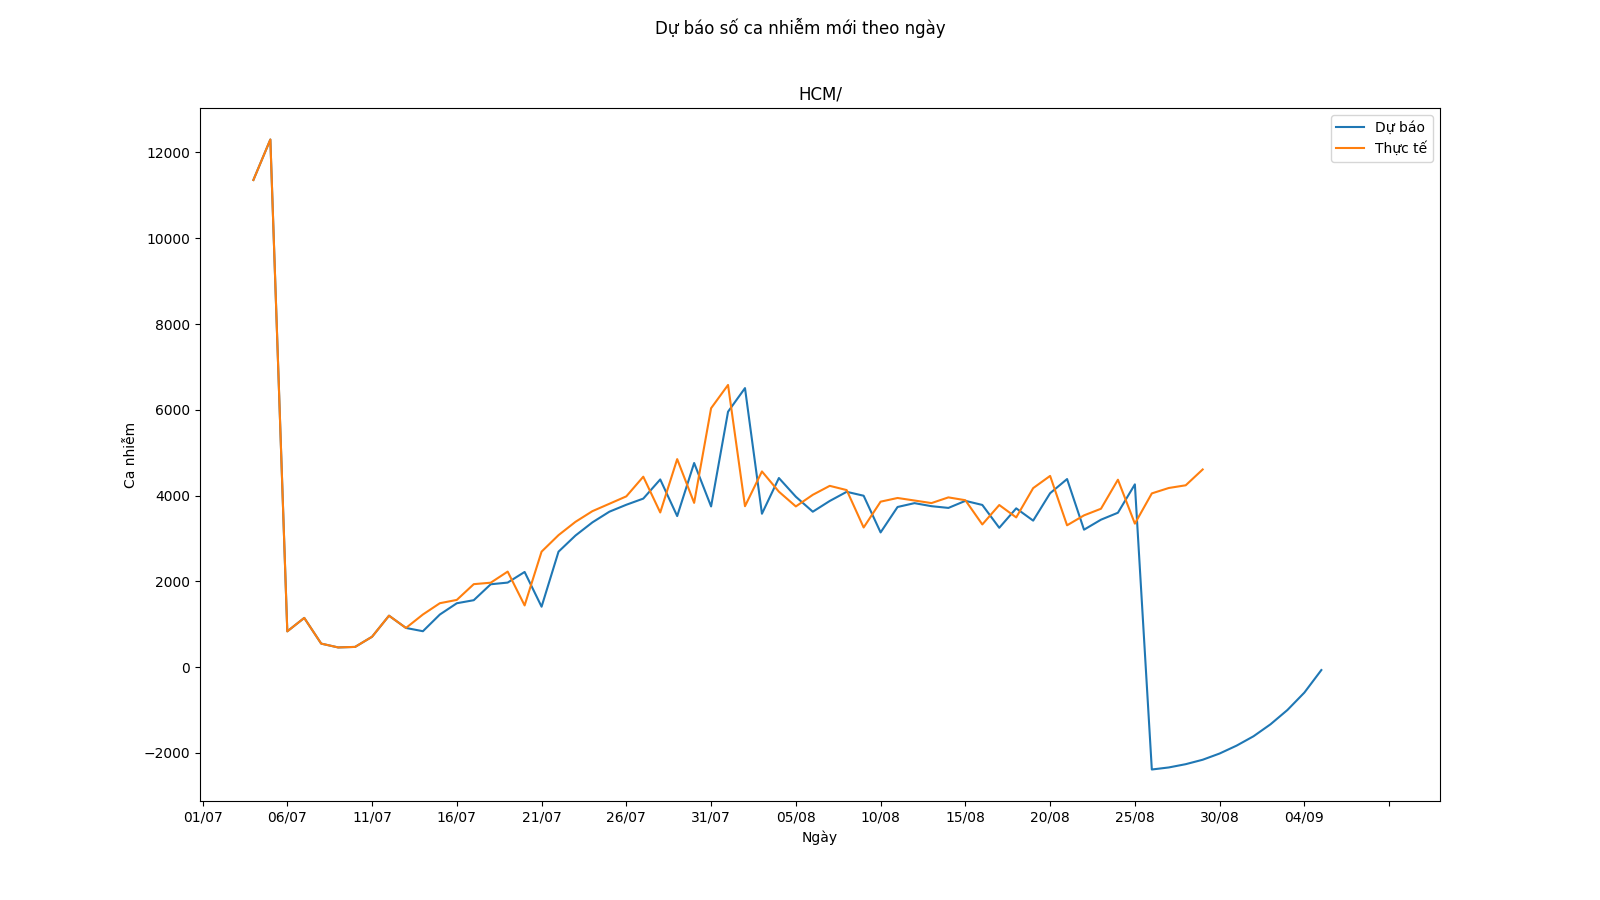 Dự báo số ca nhiễm mới theo ngày
HCM/
Dự báo
Thực tế
12000
10000
8000
6000
4000
2000
0
−2000
Ca nhiễm
01/07 06/07 11/07 16/07 21/07 26/07 31/07 05/08 10/08 15/08 20/08 25/08 30/08 04/09
Ngày